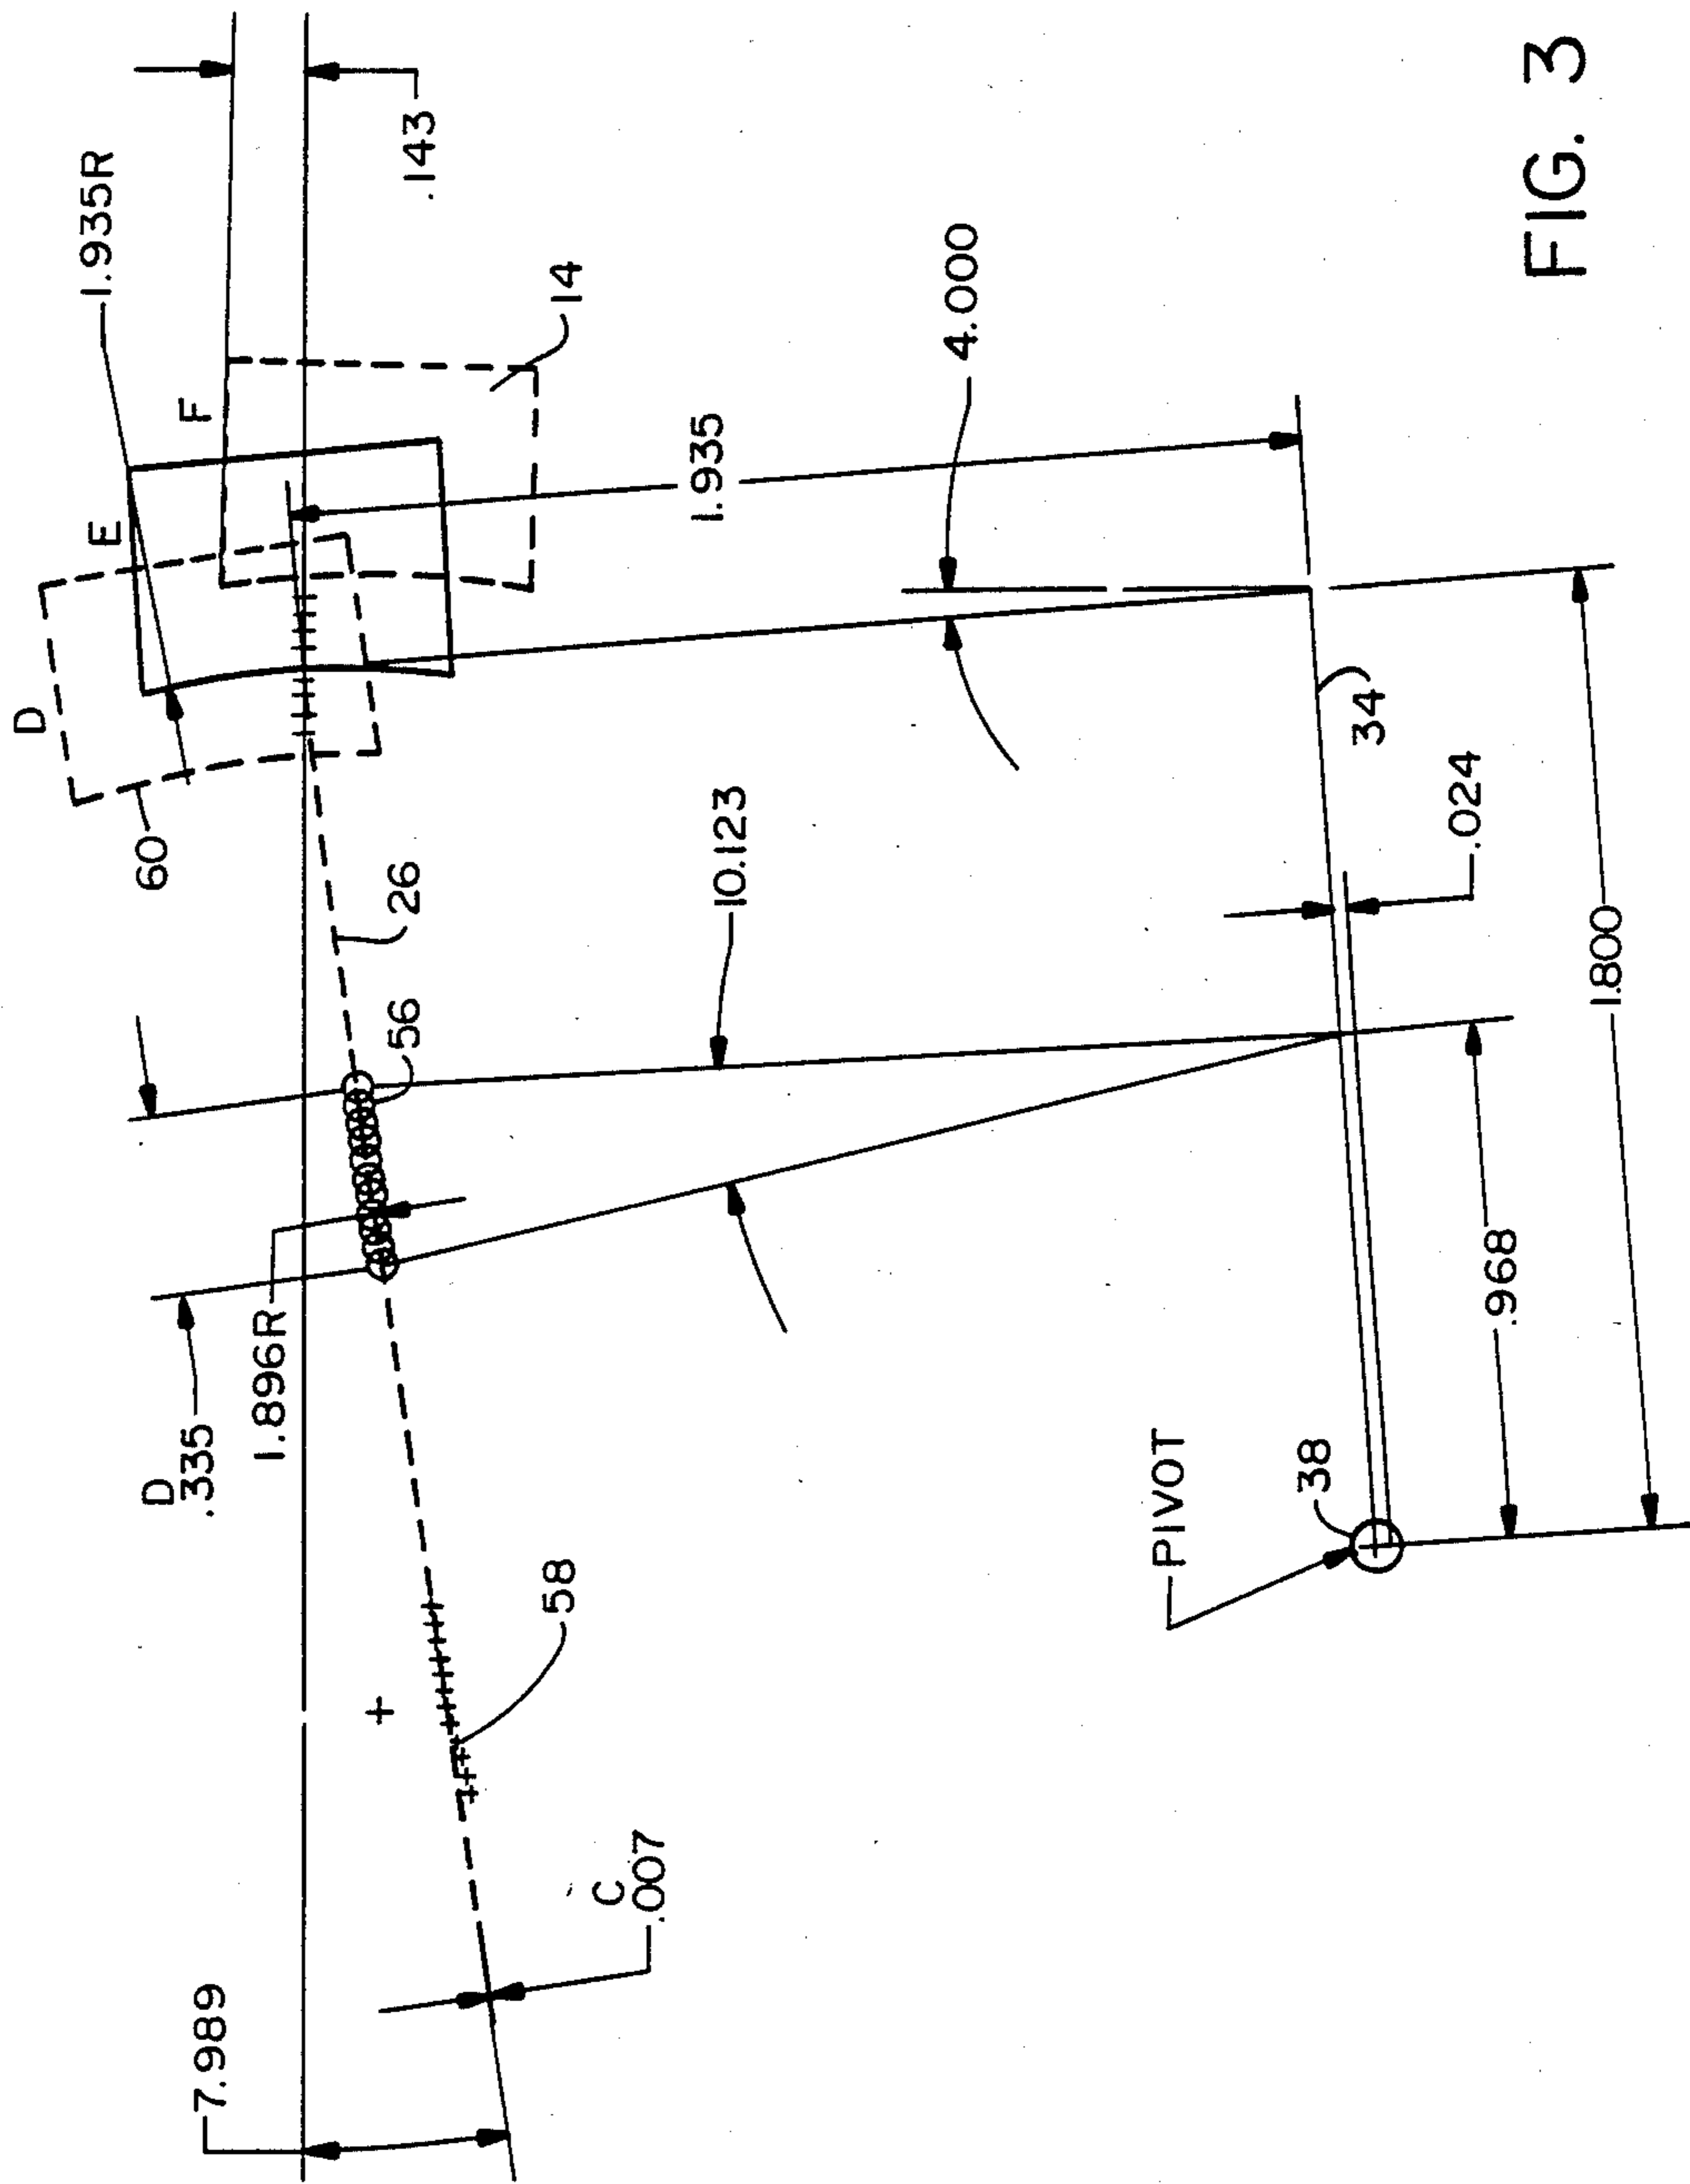 FIG. 3
D
E
F
1.935R
60
.143
14
D
.335
1.896R
56
26
10.123
1.935
4.000
7.989
C
.007
58
PIVOT
38
34
.024
.968
1.800